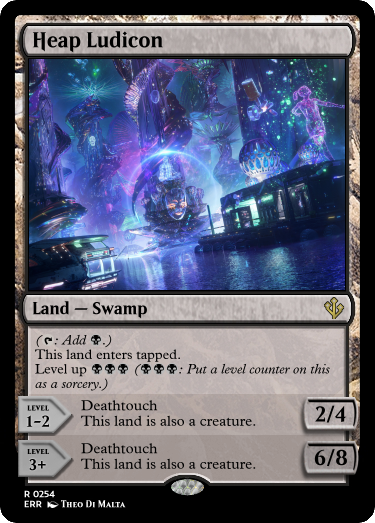 Heap Ludicon
Land — Swamp
(: Add .)
This land enters tapped.
Level up (: Put a level counter on this
as a sorcery.)
LEVEL
1-2
Deathtouch
This land is also a creature.
2/4
LEVEL
3+
Deathtouch
This land is also a creature.
6/8
R 0254
ERR Theo Di Malta